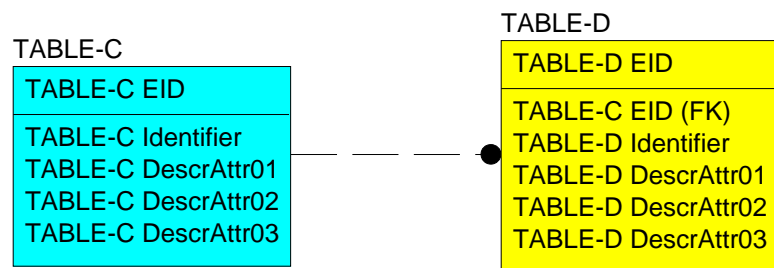 TABLE-C
TABLE-C EID
TABLE-C Identifier
TABLE-C DescrAttr01
TABLE-C DescrAttr02
TABLE-C DescrAttr03
TABLE-D
TABLE-D EID
TABLE-C EID (FK)
TABLE-D Identifier
TABLE-D DescrAttr01
TABLE-D DescrAttr02
TABLE-D DescrAttr03